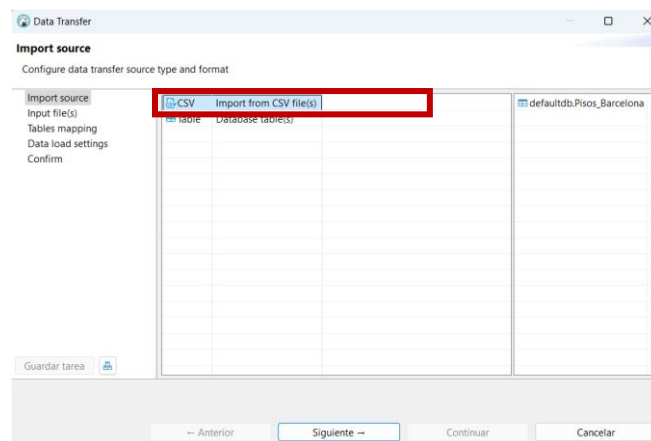 Data Transfer
Import source
Configure data transfer source type and format
Import source
Input file(s)
Tables mapping
Data load settings
Confirm
CSV Import from CSV file(s)
Table Database table(s)
defaultdb.Pisos_Barcelona
Guardar tarea
← Anterior Siguiente → Continuar Cancelar